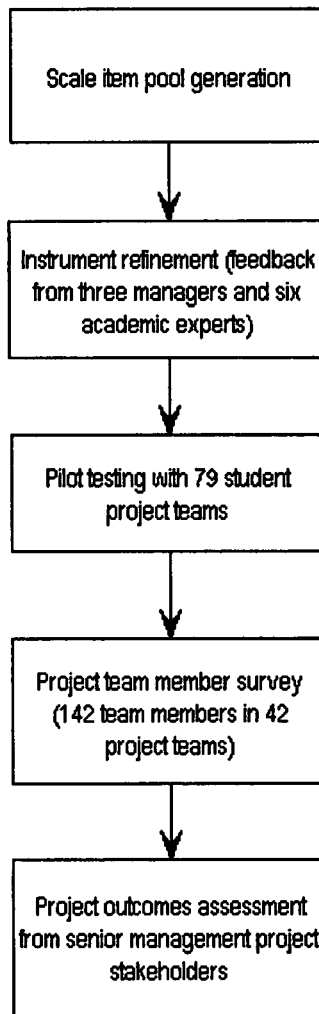 Scale item pool generation
Instrument refinement (feedback
from three managers and six
academic experts)
Pilot testing with 79 student
project teams
Project team member survey
(142 team members in 42
project teams)
Project outcomes assessment
from senior management project
stakeholders